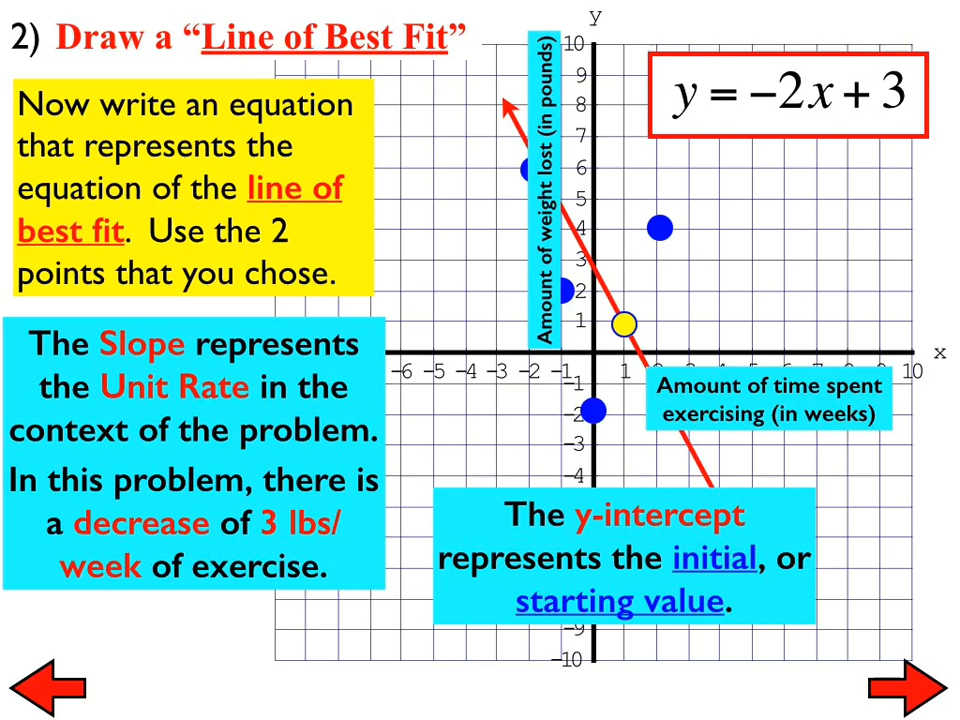 2) Draw a “Line of Best Fit”
Now write an equation
that represents the
equation of the line of
best fit.  Use the 2
points that you chose.
The Slope represents
the Unit Rate in the
context of the problem.
In this problem, there is
a decrease of 3 lbs/
week of exercise.
y = −2x + 3
y
10
9
8
7
6
5
4
3
2
1
Amount of weight lost (in pounds)
x
−6 −5 −4 −3 −2 −1 1 10
Amount of time spent
exercising (in weeks)
−1
−2
−3
−4
The y-intercept
represents the initial, or
starting value.
−9
−10